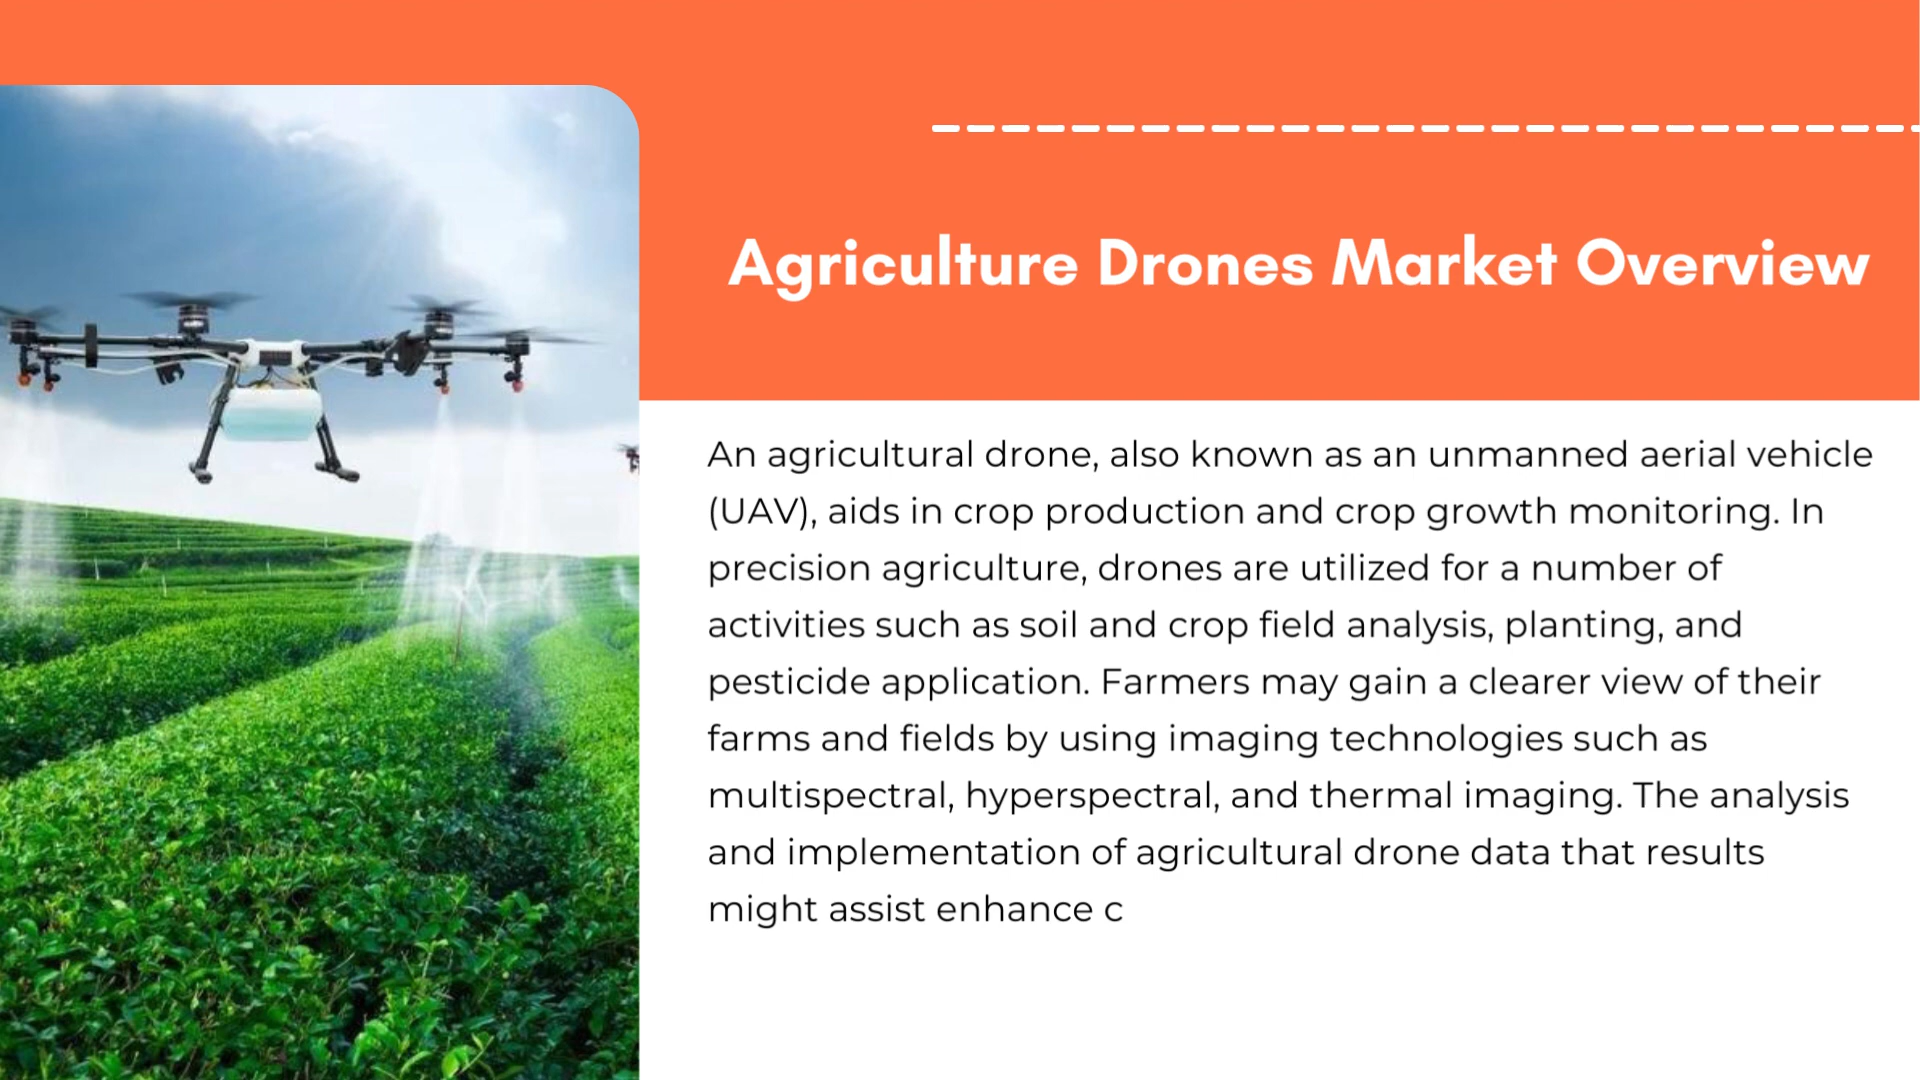 Agriculture Drones Market Overview
An agricultural drone, also known as an unmanned aerial vehicle
(UAV), aids in crop production and crop growth monitoring. In
precision agriculture, drones are utilized for a number of
activities such as soil and crop field analysis, planting, and
pesticide application. Farmers may gain a clearer view of their
farms and fields by using imaging technologies such as
multispectral, hyperspectral, and thermal imaging. The analysis
and implementation of agricultural drone data that results
might assist enhance c